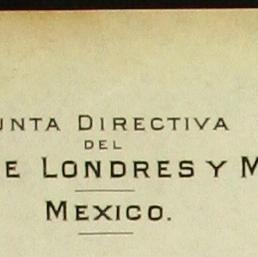 UNTA DIRECTIVA
DEL
E LONDRES Y M
MEXICO.